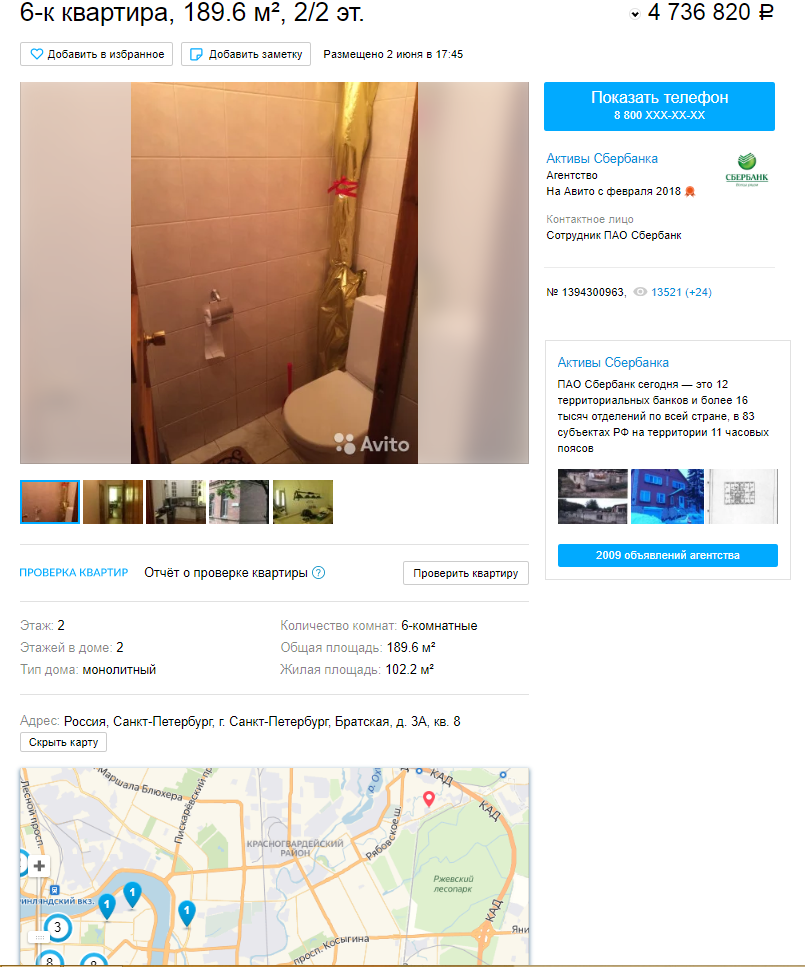 6-к квартира, 189.6 м², 2/2 эт.
4 736 820 ₽
Добавить в избранное
Добавить заметку
Размещено 2 июня в 17:45
Avito
Показать телефон
8 800 XXX-XX-XX
Активы Сбербанка
Агентство
На Авито с февраля 2018
СБЕРБАНК
Контактное лицо
Сотрудник ПАО Сбербанк
№ 1394300963, 13521 (+24)
Активы Сбербанка
ПАО Сбербанк сегодня — это 12
территориальных банков и более 16
тысяч отделений по всей стране, в 83
субъектах РФ на территории 11 часовых
поясов
2009 объявлений агентства
ПРОВЕРКА КВАРТИР
Отчёт о проверке квартиры ?
Проверить квартиру
Этаж: 2
Количество комнат: 6-комнатные
Этажей в доме: 2
Общая площадь: 189.6 м²
Тип дома: монолитный
Жилая площадь: 102.2 м²
Адрес: Россия, Санкт-Петербург, г. Санкт-Петербург, Братская, д. 3А, кв. 8
Скрыть карту
Лесной просп.
Маршала Блюхера
Пискарёвский
р. Ох
КАД
КАД
КРАСНОГВАРДЕЙСКИЙ
РАЙОН
Рябовское ш.
Ржевский
лесопарк
+
инляндский вкз.
1
1
1
3
КАД
Яни
просп. Косыгина
8
8